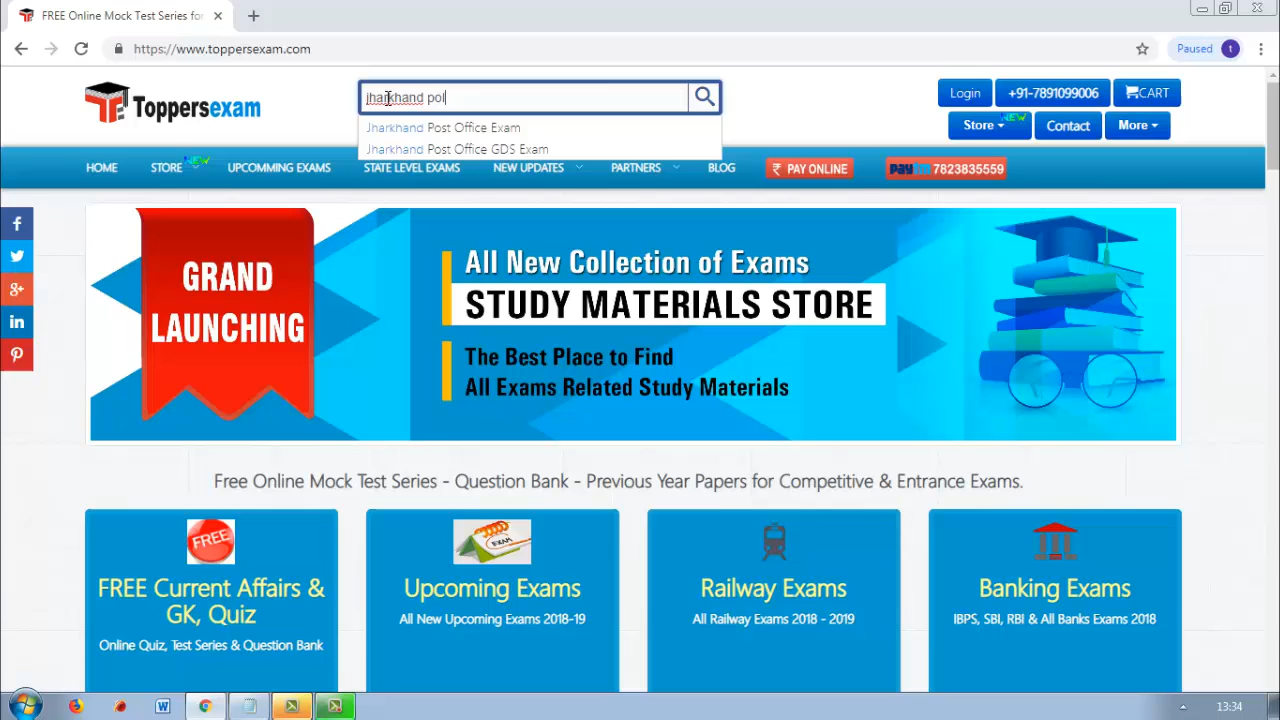 FREE Online Mock Test Series for
https://www.toppersexam.com
Paused
t
Toppersexam
jharkhand pol
Jharkhand Post Office Exam
Jharkhand Post Office GDS Exam
Login
+91-7891099006
CART
Store
NEW
Contact
More
HOME
STORE
NEW
UPCOMMING EXAMS
STATE LEVEL EXAMS
NEW UPDATES
PARTNERS
BLOG
₹ PAY ONLINE
PayTM 7823835559
GRAND
LAUNCHING
All New Collection of Exams
STUDY MATERIALS STORE
The Best Place to Find
All Exams Related Study Materials
Free Online Mock Test Series - Question Bank - Previous Year Papers for Competitive & Entrance Exams.
FREE
FREE Current Affairs &
GK, Quiz
Online Quiz, Test Series & Question Bank
EXAM
Upcoming Exams
All New Upcoming Exams 2018-19
Railway Exams
All Railway Exams 2018 - 2019
Banking Exams
IBPS, SBI, RBI & All Banks Exams 2018
13:34